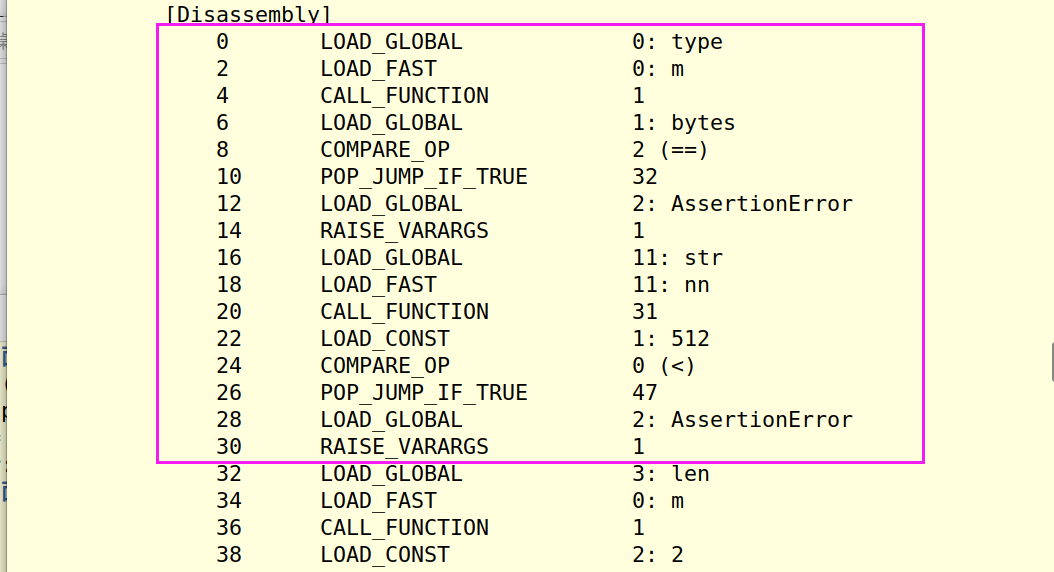 [Disassembly]
0 LOAD_GLOBAL 0: type
2 LOAD_FAST 0: m
4 CALL_FUNCTION 1
6 LOAD_GLOBAL 1: bytes
8 COMPARE_OP 2 (==)
10 POP_JUMP_IF_TRUE 32
12 LOAD_GLOBAL 2: AssertionError
14 RAISE_VARARGS 1
16 LOAD_GLOBAL 11: str
18 LOAD_FAST 11: nn
20 CALL_FUNCTION 31
22 LOAD_CONST 1: 512
24 COMPARE_OP 0 (<)
26 POP_JUMP_IF_TRUE 47
28 LOAD_GLOBAL 2: AssertionError
30 RAISE_VARARGS 1
32 LOAD_GLOBAL 3: len
34 LOAD_FAST 0: m
36 CALL_FUNCTION 1
38 LOAD_CONST 2: 2